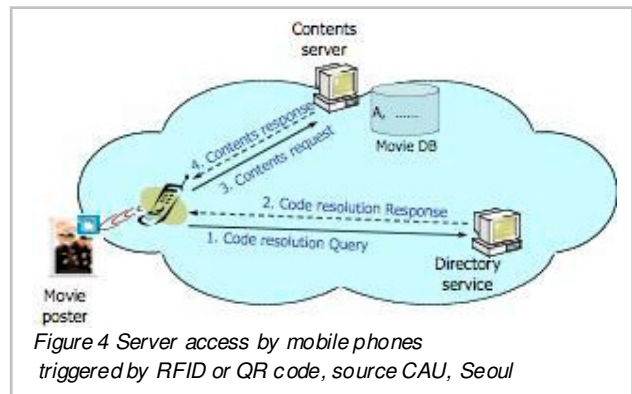 Contents
server
A, ......
Movie DB
4. Contents response
3. Contents request
2. Code resolution Response
1. Code resolution Query
Directory
service
Movie
poster
Figure 4 Server access by mobile phones
triggered by RFID or QR code, source CAU, Seoul